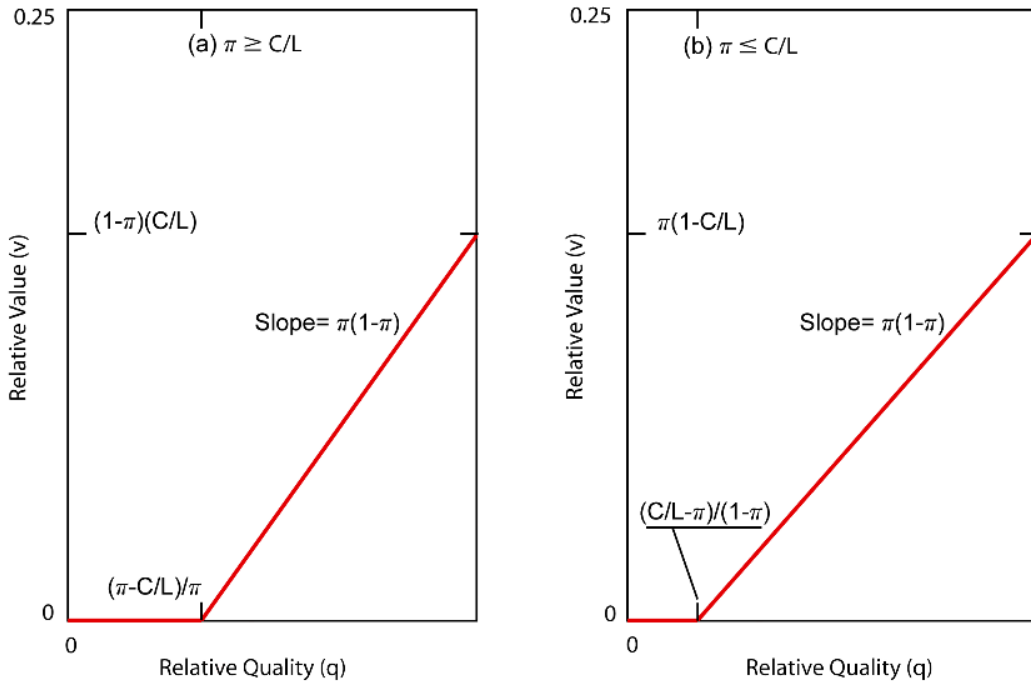 0.25
(a) π ≥ C/L
(1-π)(C/L)
Relative Value (v)
Slope= π(1-π)
(π-C/L)/π
0
0
Relative Quality (q)
0.25
(b) π ≤ C/L
π(1-C/L)
Relative Value (v)
Slope= π(1-π)
(C/L-π)/(1-π)
0
0
Relative Quality (q)